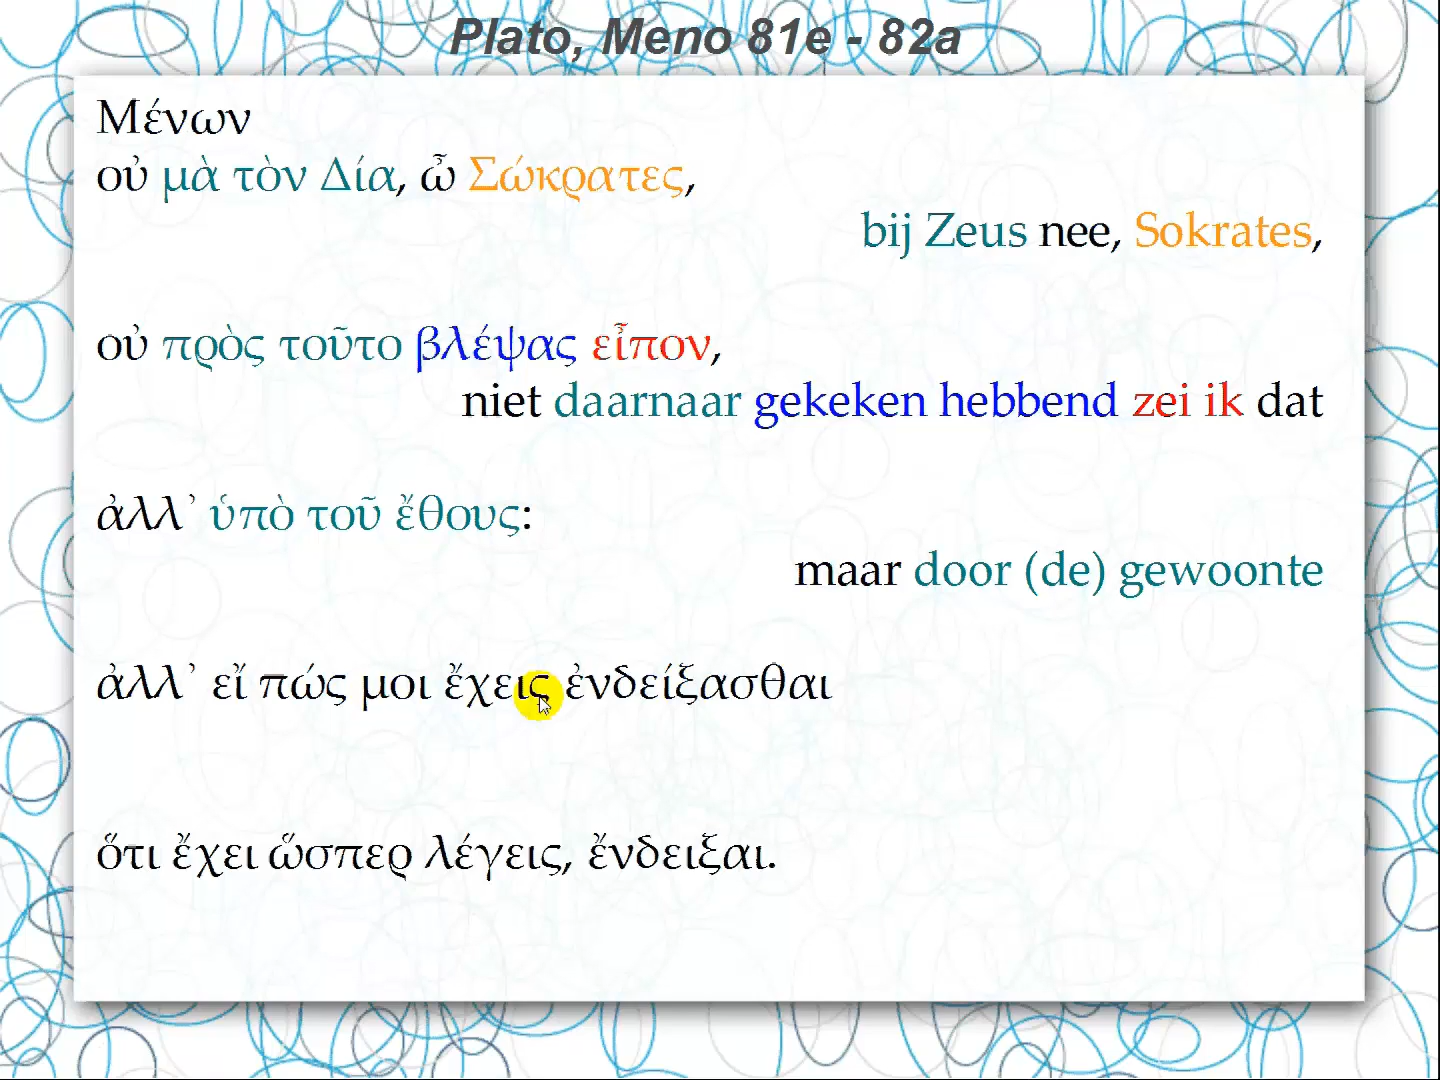 Plato, Meno 81e - 82a
Μένων
οὐ μὰ τὸν Δία, ὦ Σώκρατες,
bij Zeus nee, Sokrates,
οὐ πρὸς τοῦτο βλέψας εἶπον,
niet daarnaar gekeken hebbend zei ik dat
ἀλλ᾽ ὑπὸ τοῦ ἔθους:
maar door (de) gewoonte
ἀλλ᾽ εἴ πώς μοι ἔχεις ἐνδείξασθαι
ὅτι ἔχει ὥσπερ λέγεις, ἔνδειξαι.